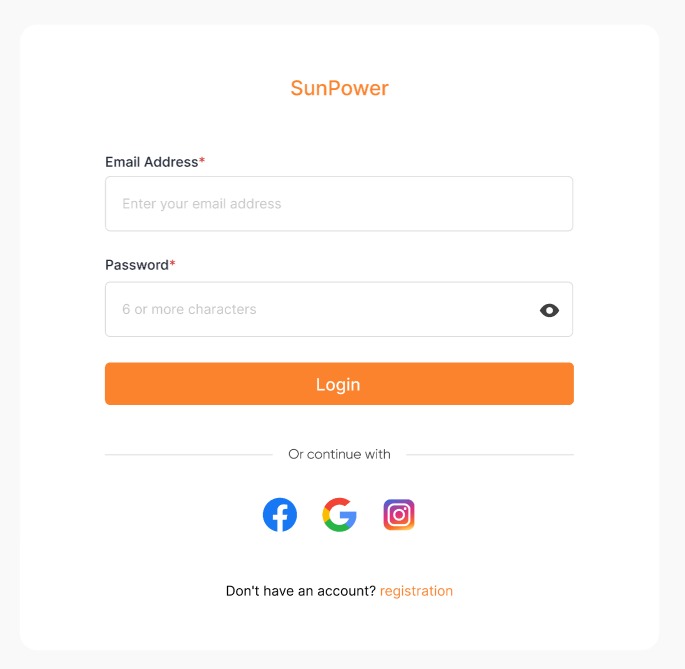 SunPower
Email Address*
Enter your email address
Password*
6 or more characters
Login
Or continue with
Don't have an account? registration